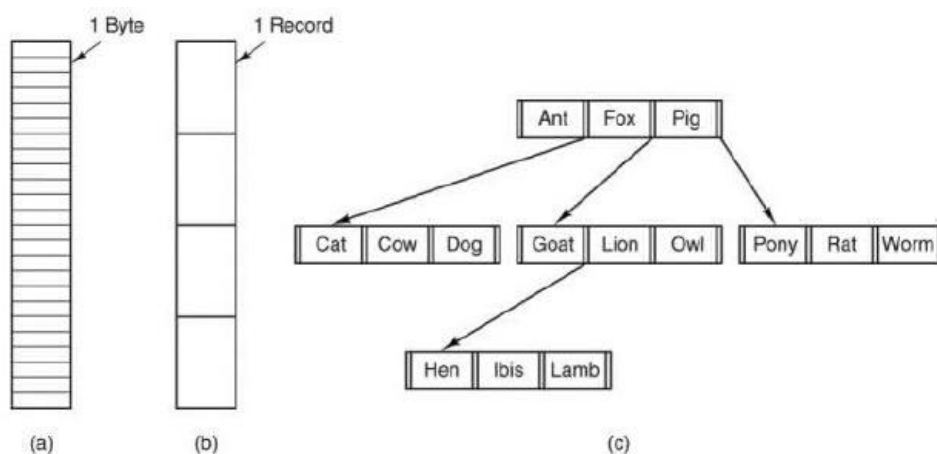 1 Byte
1 Record
Ant Fox Pig
Cat Cow Dog
Goat Lion Owl
Pony Rat Worm
Hen Ibis Lamb
(a)
(b)
(c)